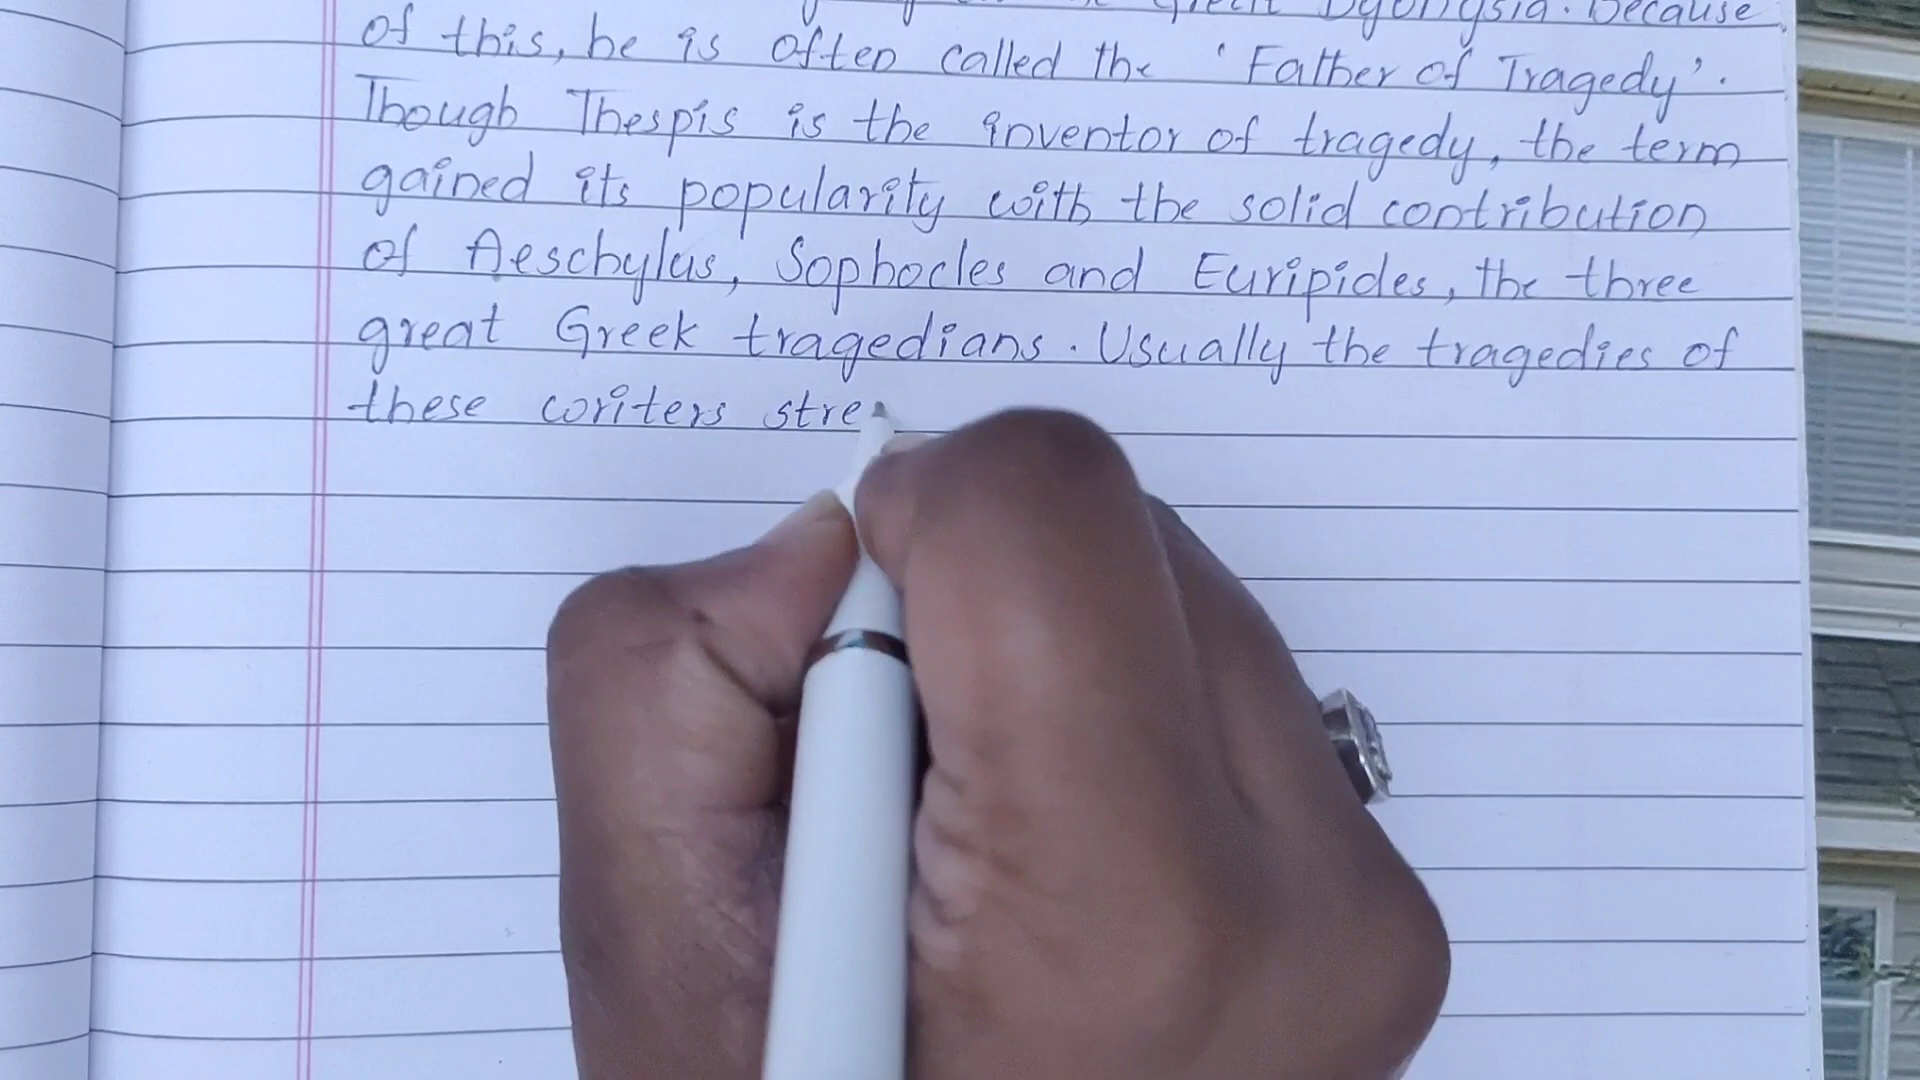 Because
of this, he is often called the 'Father of Tragedy'.
Though Thespis is the inventor of tragedy, the term
gained its popularity with the solid contribution
of Aeschylus, Sophocles and Euripides, the three
great Greek tragedians. Usually the tragedies of
these writers stre